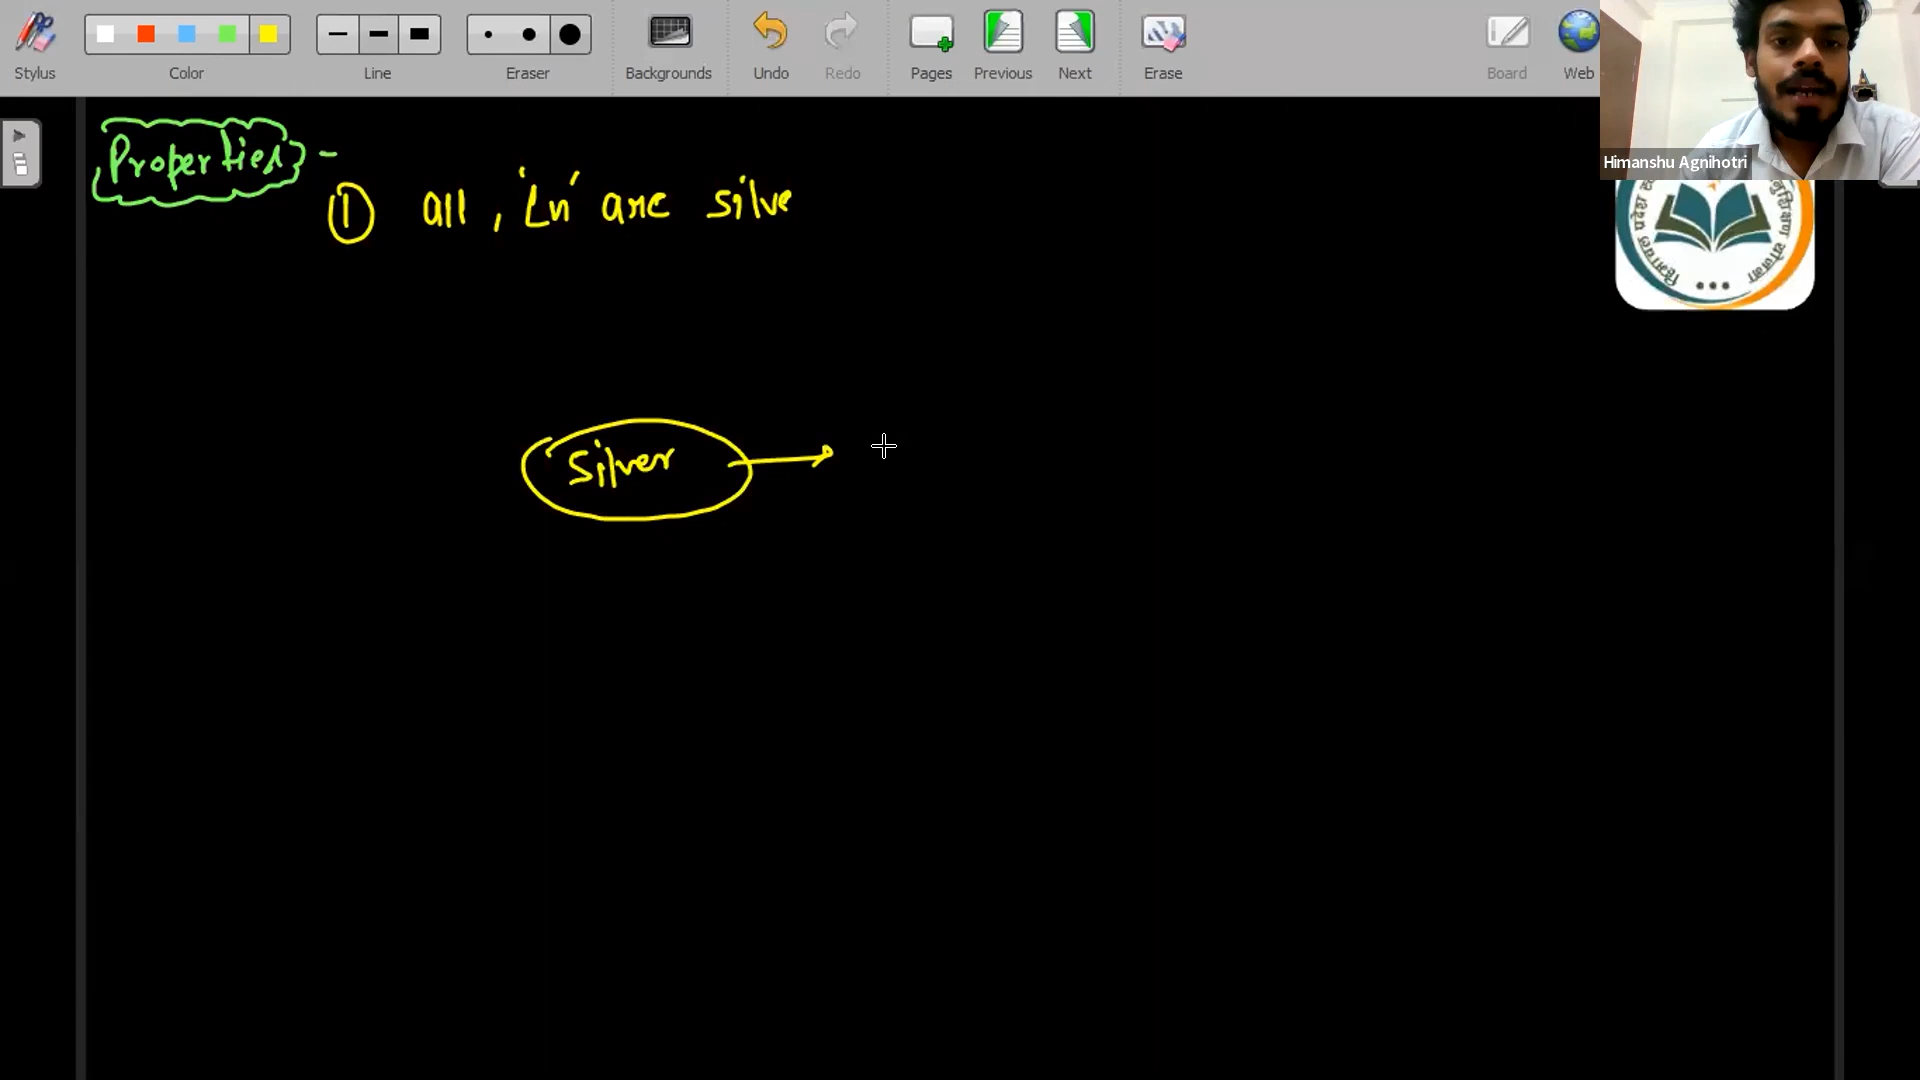 Stylus
Color
Line
Eraser
Backgrounds
Undo
Redo
Pages
Previous
Next
Erase
Board
Web
Himanshu Agnihotri
Properties -
① all, 'Ln' are silve
Silver